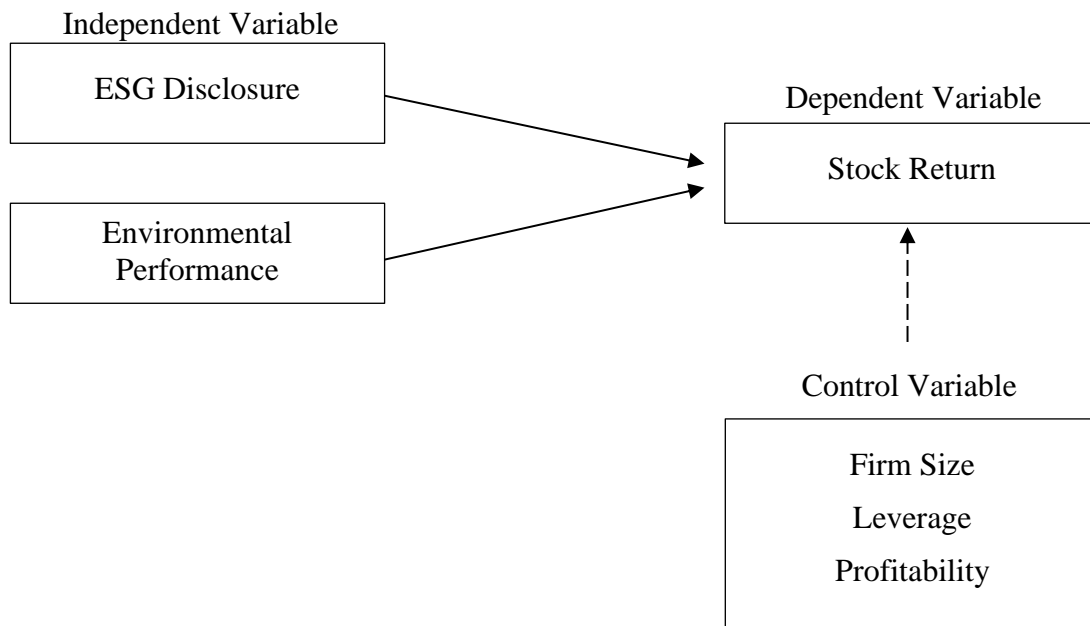 Independent Variable
ESG Disclosure
Environmental
Performance
Dependent Variable
Stock Return
Control Variable
Firm Size
Leverage
Profitability